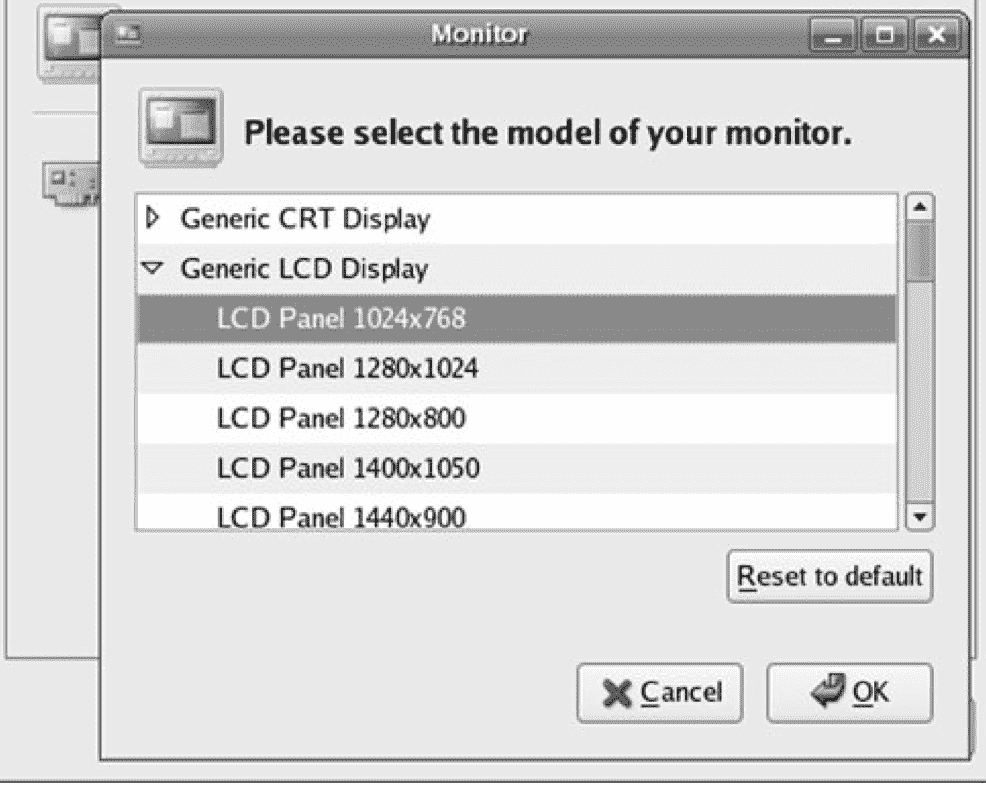 Monitor
Please select the model of your monitor.
Generic CRT Display
Generic LCD Display
LCD Panel 1024x768
LCD Panel 1280x1024
LCD Panel 1280x800
LCD Panel 1400x1050
LCD Panel 1440x900
Reset to default
Cancel
OK